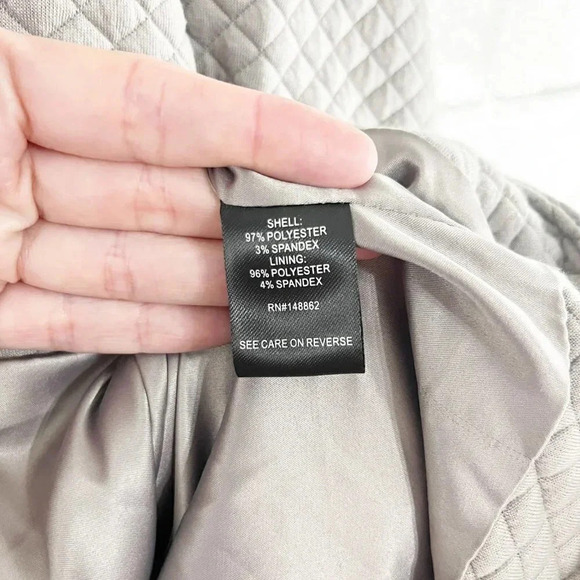 SHELL:
97% POLYESTER
3% SPANDEX
LINING:
96% POLYESTER
4% SPANDEX
RN#148862
SEE CARE ON REVERSE